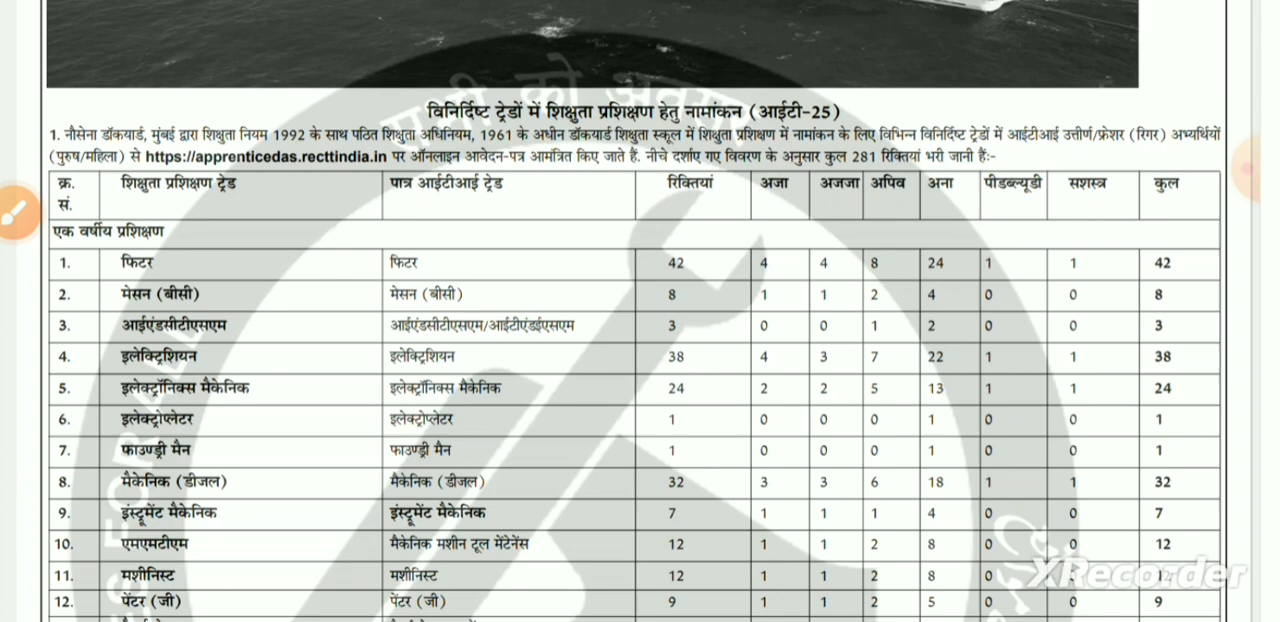 सभी को अवसर
विनिर्दिष्ट ट्रेडों में शिक्षुता प्रशिक्षण हेतु नामांकन (आईटी-25)
1. नौसेना डॉकयार्ड, मुंबई द्वारा शिक्षुता नियम 1992 के साथ पठित शिक्षुता अधिनियम, 1961 के अधीन डॉकयार्ड शिक्षुता स्कूल में शिक्षुता प्रशिक्षण में नामांकन के लिए विभिन्न विनिर्दिष्ट ट्रेडों में आईटीआई उत्तीर्ण/फ्रेशर (रिगर) अभ्यर्थियों
(पुरुष/महिला) से https://apprenticedas.recttindia.in पर ऑनलाइन आवेदन-पत्र आमंत्रित किए जाते हैं. नीचे दर्शाए गए विवरण के अनुसार कुल 281 रिक्तियां भरी जानी हैं:-
क्र. सं. शिक्षुता प्रशिक्षण ट्रेड पात्र आईटीआई ट्रेड रिक्तियां अजा अजजा अपिव अना पीडब्ल्यूडी सशस्त्र कुल
एक वर्षीय प्रशिक्षण
1. फिटर फिटर 42 4 4 8 24 1 1 42
2. मेसन (बीसी) मेसन (बीसी) 8 1 1 2 4 0 0 8
3. आईएंडसीटीएसएम आईएंडसीटीएसएम/आईटीएंडईएसएम 3 0 0 1 2 0 0 3
4. इलेक्ट्रिशियन इलेक्ट्रिशियन 38 4 3 7 22 1 1 38
5. इलेक्ट्रॉनिक्स मैकेनिक इलेक्ट्रॉनिक्स मैकेनिक 24 2 2 5 13 1 1 24
6. इलेक्ट्रोप्लेटर इलेक्ट्रोप्लेटर 1 0 0 0 1 0 0 1
7. फाउण्ड्री मैन फाउण्ड्री मैन 1 0 0 0 1 0 0 1
8. मैकेनिक (डीजल) मैकेनिक (डीजल) 32 3 3 6 18 1 1 32
9. इंस्ट्रूमेंट मैकेनिक इंस्ट्रूमेंट मैकेनिक 7 1 1 1 4 0 0 7
10. एमएमटीएम मैकेनिक मशीन टूल मेंटेनेंस 12 1 1 2 8 0 0 12
11. मशीनिस्ट मशीनिस्ट 12 1 1 2 8 0 12
12. पेंटर (जी) पेंटर (जी) 9 1 1 2 5 0 0 9
XRecorder